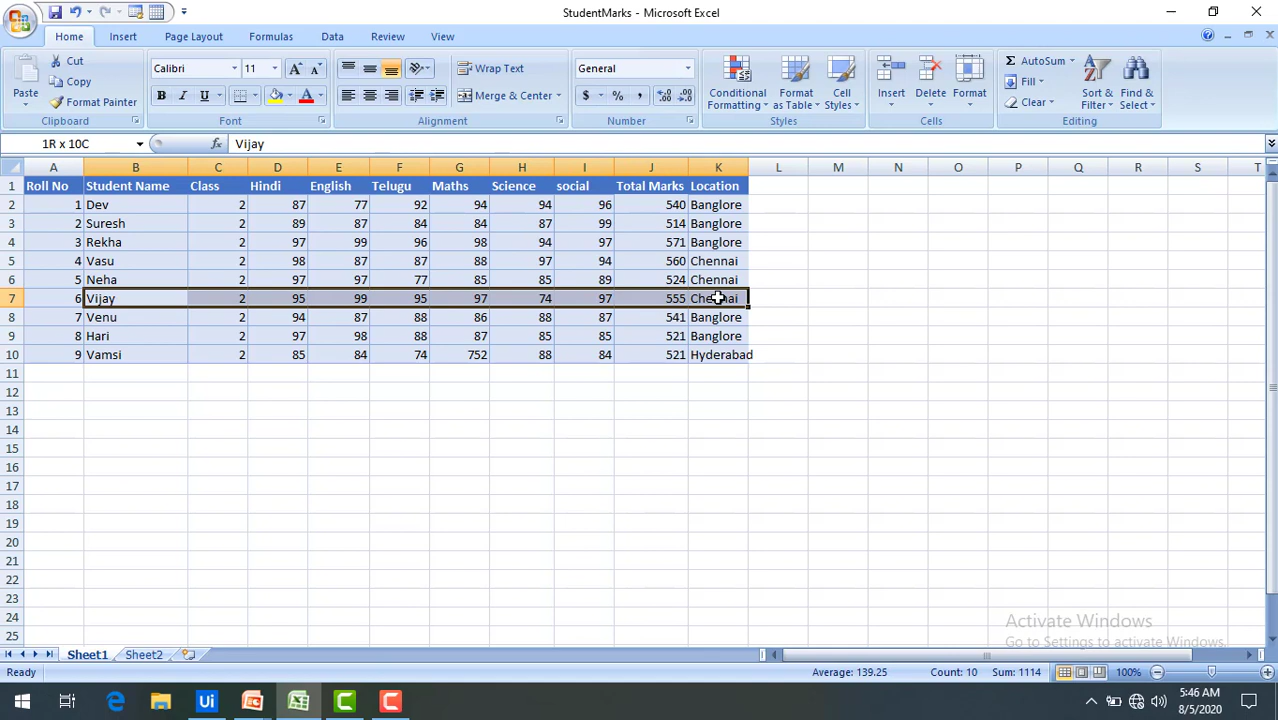 StudentMarks - Microsoft Excel
Home Insert Page Layout Formulas Data Review View
Paste Cut Copy Format Painter Clipboard
Calibri 11 B I U A A A Font
Wrap Text Merge & Center Alignment
General $ % , .0 .00 .00 .0 Number
Conditional Formatting Format as Table Cell Styles Styles
Insert Delete Format Cells
Σ AutoSum Fill Clear Sort & Filter Find & Select Editing
1R x 10C fx Vijay
A B C D E F G H I J K L M N O P Q R S T
1 Roll No Student Name Class Hindi English Telugu Maths Science social Total Marks Location
2 1 Dev 2 87 77 92 94 94 96 540 Banglore
3 2 Suresh 2 89 87 84 84 87 99 514 Banglore
4 3 Rekha 2 97 99 96 98 94 97 571 Banglore
5 4 Vasu 2 98 87 87 88 97 94 560 Chennai
6 5 Neha 2 97 97 77 85 85 89 524 Chennai
7 6 Vijay 2 95 99 95 97 74 97 555 Chennai
8 7 Venu 2 94 87 88 86 88 87 541 Banglore
9 8 Hari 2 97 98 88 87 85 85 521 Banglore
10 9 Vamsi 2 85 84 74 752 88 84 521 Hyderabad
11
12
13
14
15
16
17
18
19
20
21
22
23
24
25
Activate Windows
Go to Settings to activate Windows.
Sheet1 Sheet2
Ready Average: 139.25 Count: 10 Sum: 1114 100%
Ui 5:46 AM
8/5/2020